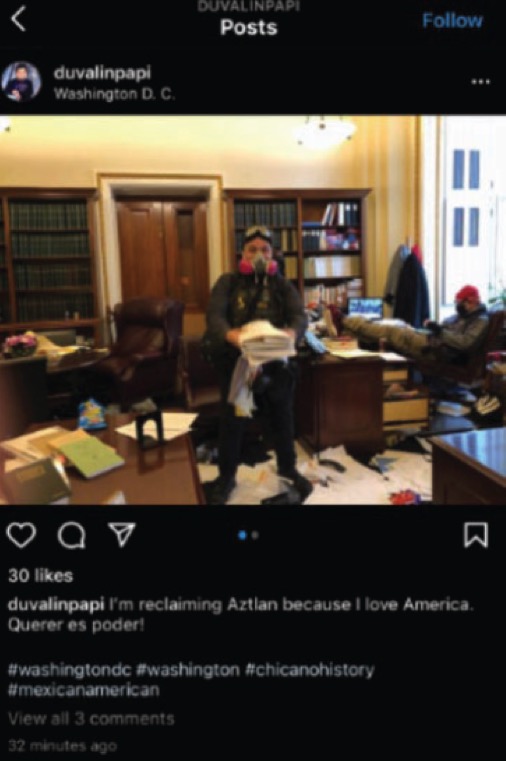 DUVALINPAPI
Posts
Follow
duvalinpapi
Washington D. C.
30 likes
duvalinpapi I'm reclaiming Aztlan because I love America.
Querer es poder!
#washingtondc #washington #chicanohistory
#mexicanamerican
View all 3 comments
32 minutes ago